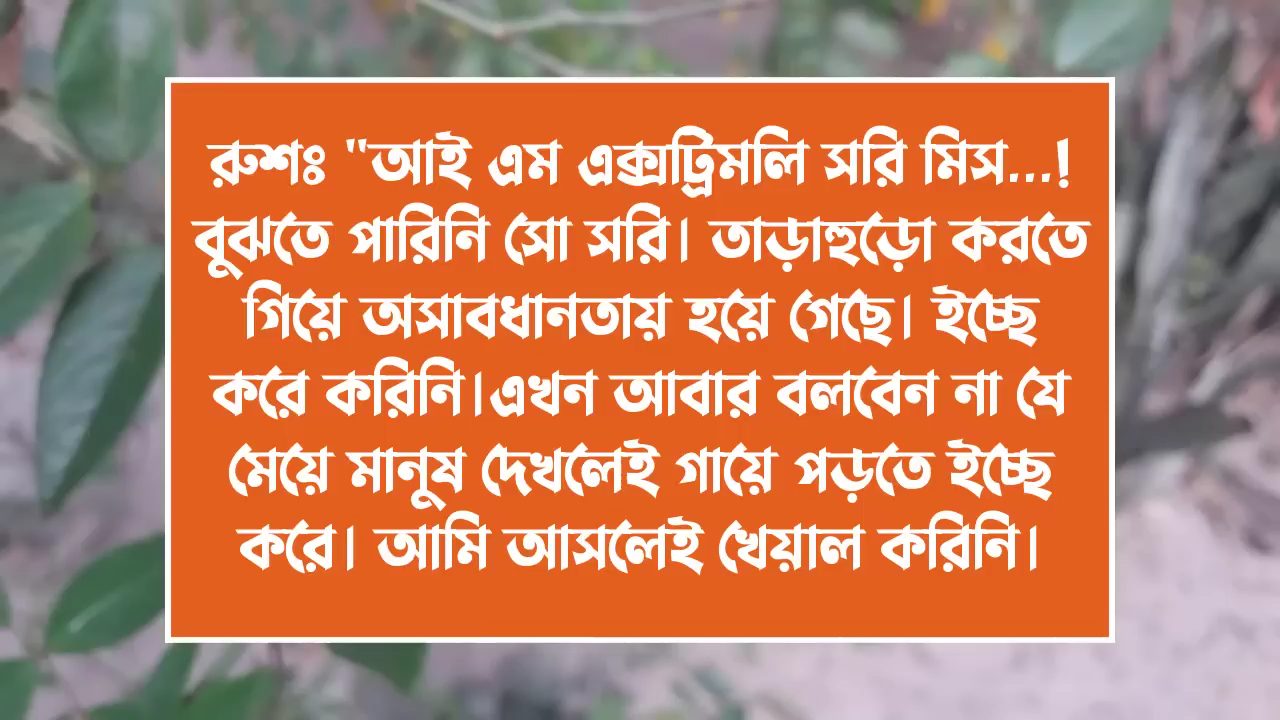 রুশঃ "আই এম এক্সট্রিমলি সরি মিস...!
বুঝতে পারিনি সো সরি। তাড়াহুড়ো করতে
গিয়ে অসাবধানতায় হয়ে গেছে। ইচ্ছে
করে করিনি।এখন আবার বলবেন না যে
মেয়ে মানুষ দেখলেই গায়ে পড়তে ইচ্ছে
করে। আমি আসলেই খেয়াল করিনি।